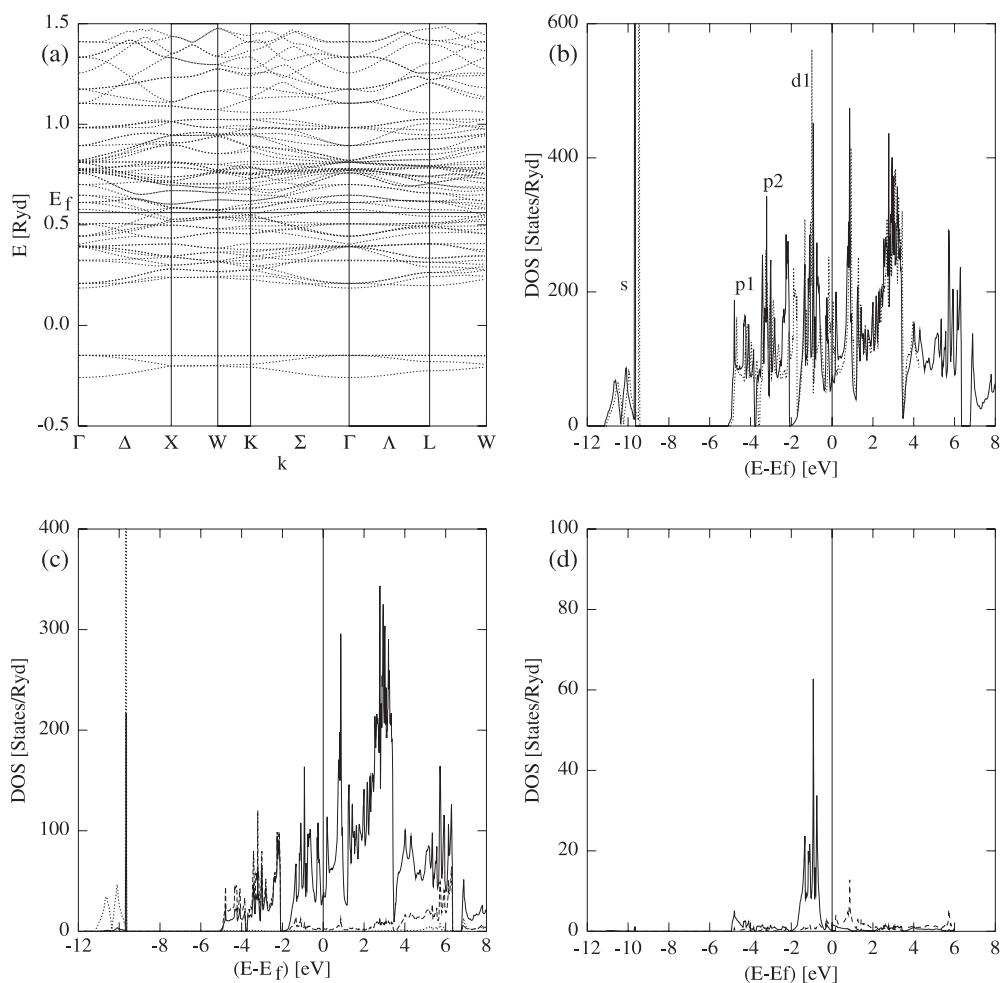 (a)
1.5
1.0
E f
0.5
0.0
-0.5
E [Ryd]
Γ Δ X W K Σ Γ Λ L W
k
(b)
600
400
200
0
DOS [States/Ryd]
s
p1
p2
d1
-12 -10 -8 -6 -4 -2 0 2 4 6 8
(E-Ef) [eV]
(c)
400
300
200
100
0
DOS [States/Ryd]
-12 -10 -8 -6 -4 -2 0 2 4 6 8
(E-E f) [eV]
(d)
100
80
60
40
20
0
DOS [States/Ryd]
-12 -10 -8 -6 -4 -2 0 2 4 6 8
(E-Ef) [eV]